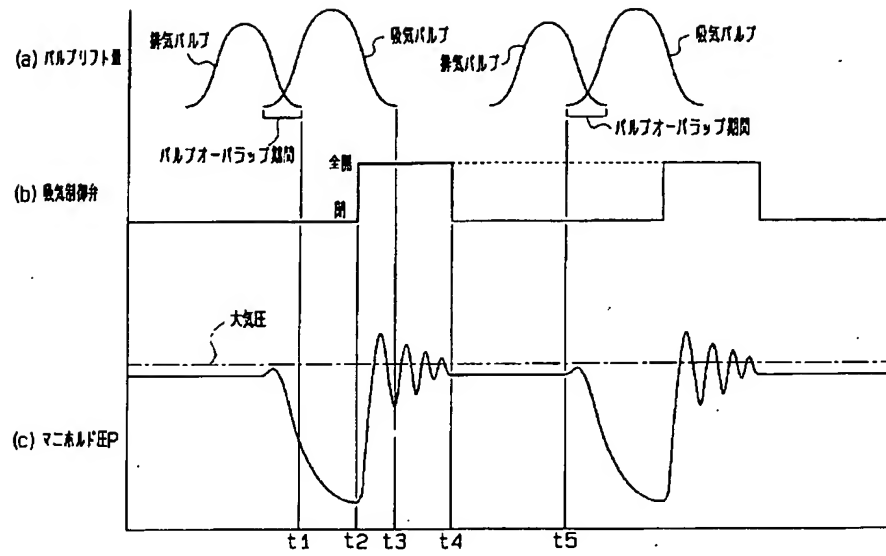 (a) バルブリフト量
排気バルブ
吸気バルブ
排気バルブ
吸気バルブ
バルブオーバラップ期間
バルブオーバラップ期間
(b) 吸気制御弁
全開
閉
大気圧
(c) マニホルド圧P
t1 t2 t3 t4 t5